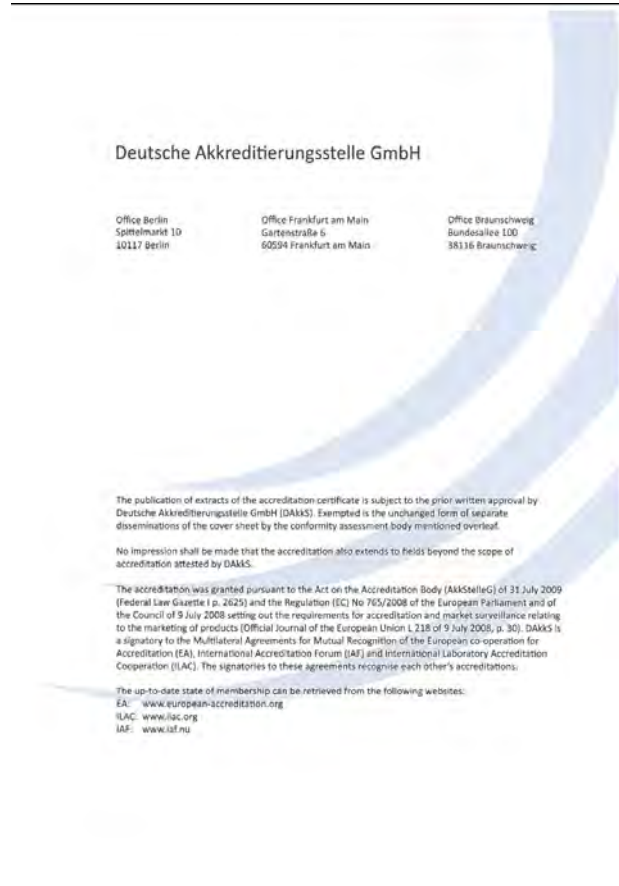 Deutsche Akkreditierungsstelle GmbH
Office Berlin
Spittelmarkt 10
10117 Berlin
Office Frankfurt am Main
Gartenstraße 6
60594 Frankfurt am Main
Office Braunschweig
Bundesallee 100
38116 Braunschweig
The publication of extracts of the accreditation certificate is subject to the prior written approval by
Deutsche Akkreditierungsstelle GmbH (DAkkS). Exempted is the unchanged form of separate
disseminations of the cover sheet by the conformity assessment body mentioned overleaf.
No impression shall be made that the accreditation also extends to fields beyond the scope of
accreditation attested by DAkkS.
The accreditation was granted pursuant to the Act on the Accreditation Body (AkkStelleG) of 31 July 2009
(Federal Law Gazette I p. 2625) and the Regulation (EC) No 765/2008 of the European Parliament and of
the Council of 9 July 2008 setting out the requirements for accreditation and market surveillance relating
to the marketing of products (Official Journal of the European Union L 218 of 9 July 2008, p. 30). DAkkS is
a signatory to the Multilateral Agreements for Mutual Recognition of the European co-operation for
Accreditation (EA), International Accreditation Forum (IAF) and International Laboratory Accreditation
Cooperation (ILAC). The signatories to these agreements recognise each other's accreditations.
The up-to-date state of membership can be retrieved from the following websites:
EA: www.european-accreditation.org
ILAC: www.ilac.org
IAF: www.iaf.nu